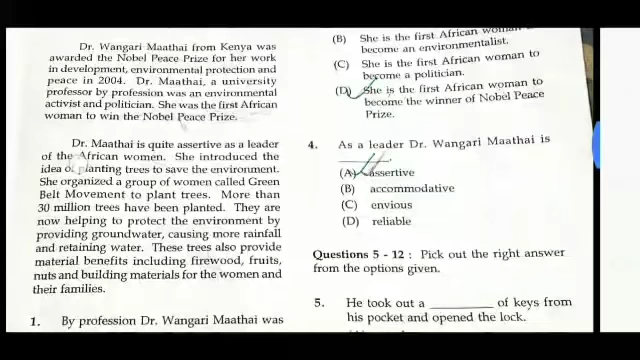 Dr. Wangari Maathai from Kenya was
awarded the Nobel Peace Prize for her work
in development, environmental protection and
peace in 2004. Dr. Maathai, a university
professor by profession was an environmental
activist and politician. She was the first African
woman to win the Nobel Peace Prize.
Dr. Maathai is quite assertive as a leader
of the African women. She introduced the
idea of planting trees to save the environment.
She organized a group of women called Green
Belt Movement to plant trees. More than
30 million trees have been planted. They are
now helping to protect the environment by
providing groundwater, causing more rainfall
and retaining water. These trees also provide
material benefits including firewood, fruits,
nuts and building materials for the women and
their families.
1. By profession Dr. Wangari Maathai was
(B) She is the first African woman
become an environmentalist.
(C) She is the first African woman to
become a politician.
(D) She is the first African woman to
become the winner of Nobel Peace
Prize.
4. As a leader Dr. Wangari Maathai is
________.
(A) assertive
(B) accommodative
(C) envious
(D) reliable
Questions 5 - 12 : Pick out the right answer
from the options given.
5. He took out a ________ of keys from
his pocket and opened the lock.